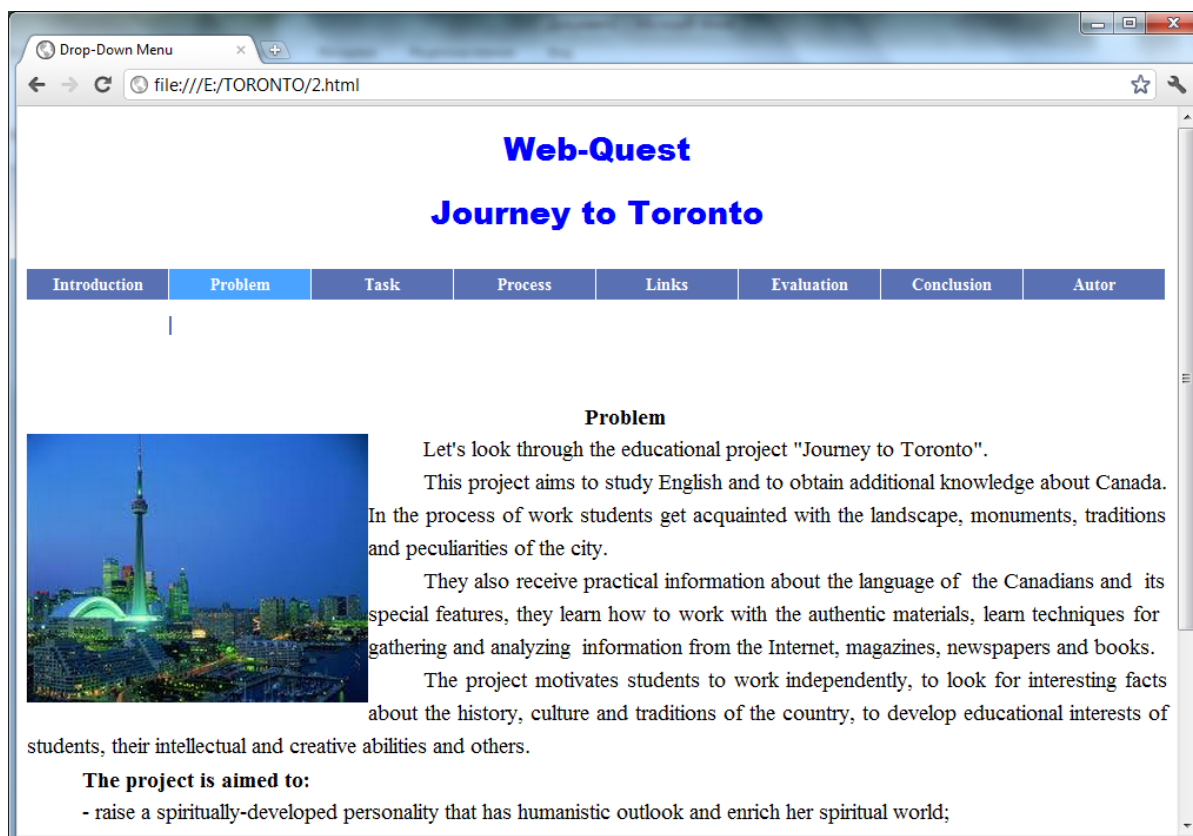 Drop-Down Menu
file:///E:/TORONTO/2.html
Web-Quest
Journey to Toronto
Introduction Problem Task Process Links Evaluation Conclusion Autor
Problem
Let's look through the educational project "Journey to Toronto".
This project aims to study English and to obtain additional knowledge about Canada.
In the process of work students get acquainted with the landscape, monuments, traditions
and peculiarities of the city.
They also receive practical information about the language of the Canadians and its
special features, they learn how to work with the authentic materials, learn techniques for
gathering and analyzing information from the Internet, magazines, newspapers and books.
The project motivates students to work independently, to look for interesting facts
about the history, culture and traditions of the country, to develop educational interests of
students, their intellectual and creative abilities and others.
The project is aimed to:
- raise a spiritually-developed personality that has humanistic outlook and enrich her spiritual world;